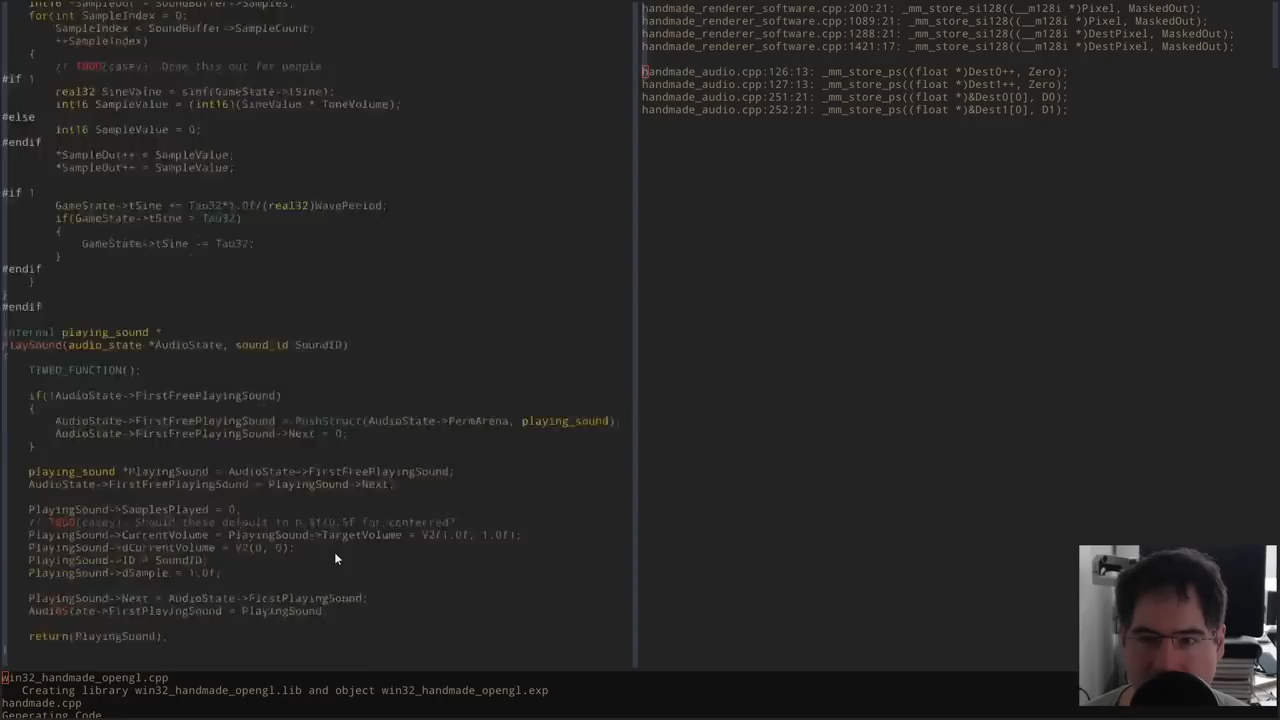 int16 *SampleOut = SoundBuffer->Samples;
for(int SampleIndex = 0;
SampleIndex < SoundBuffer->SampleCount;
++SampleIndex)
{
// TODO(casey): Draw this out for people
#if 1
real32 SineValue = sinf(GameState->tSine);
int16 SampleValue = (int16)(SineValue * ToneVolume);
#else
int16 SampleValue = 0;
#endif
*SampleOut++ = SampleValue;
*SampleOut++ = SampleValue;
#if 1
GameState->tSine += Tau32*1.0f/(real32)WavePeriod;
if(GameState->tSine > Tau32)
{
GameState->tSine -= Tau32;
}
#endif
}
}
#endif
internal playing_sound *
PlaySound(audio_state *AudioState, sound_id SoundID)
{
TIMED_FUNCTION();
if(!AudioState->FirstFreePlayingSound)
{
AudioState->FirstFreePlayingSound = PushStruct(AudioState->PermArena, playing_sound);
AudioState->FirstFreePlayingSound->Next = 0;
}
playing_sound *PlayingSound = AudioState->FirstFreePlayingSound;
AudioState->FirstFreePlayingSound = PlayingSound->Next;
PlayingSound->SamplesPlayed = 0;
// TODO(casey): Should these default to 0.5f/0.5f for centerred?
PlayingSound->CurrentVolume = PlayingSound->TargetVolume = V2(1.0f, 1.0f);
PlayingSound->dCurrentVolume = V2(0, 0);
PlayingSound->ID = SoundID;
PlayingSound->dSample = 1.0f;
PlayingSound->Next = AudioState->FirstPlayingSound;
AudioState->FirstPlayingSound = PlayingSound;
return(PlayingSound);
}
handmade_renderer_software.cpp:200:21: _mm_store_si128((__m128i *)Pixel, MaskedOut);
handmade_renderer_software.cpp:1089:21: _mm_store_si128((__m128i *)Pixel, MaskedOut);
handmade_renderer_software.cpp:1288:21: _mm_store_si128((__m128i *)DestPixel, MaskedOut);
handmade_renderer_software.cpp:1421:17: _mm_store_si128((__m128i *)DestPixel, MaskedOut);
handmade_audio.cpp:126:13: _mm_store_ps((float *)Dest0++, Zero);
handmade_audio.cpp:127:13: _mm_store_ps((float *)Dest1++, Zero);
handmade_audio.cpp:251:21: _mm_store_ps((float *)&Dest0[0], D0);
handmade_audio.cpp:252:21: _mm_store_ps((float *)&Dest1[0], D1);
win32_handmade_opengl.cpp
Creating library win32_handmade_opengl.lib and object win32_handmade_opengl.exp
handmade.cpp
Generating Code